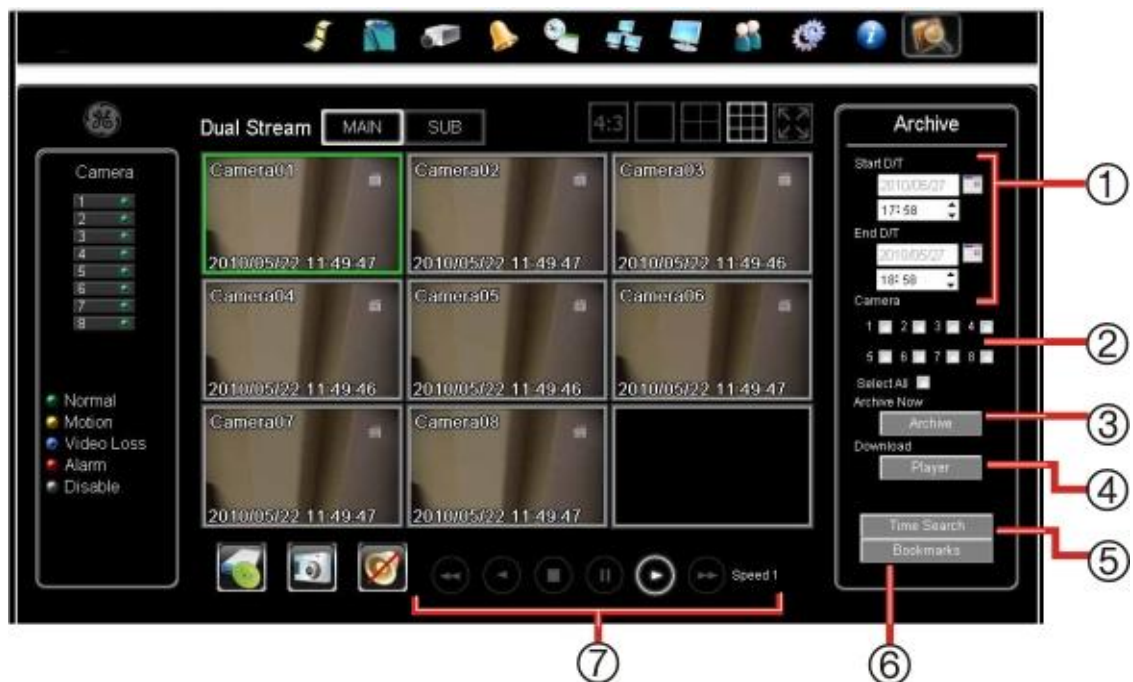 Dual Stream MAIN SUB 4:3
Camera
1
2
3
4
5
6
7
8
Normal
Motion
Video Loss
Alarm
Disable
Camera01
2010/05/22 11:49:47
Camera02
2010/05/22 11:49:47
Camera03
2010/05/22 11:49:46
Camera04
2010/05/22 11:49:46
Camera05
2010/05/22 11:49:46
Camera06
2010/05/22 11:49:47
Camera07
2010/05/22 11:49:47
Camera08
2010/05/22 11:49:47
Speed 1
Archive
Start D/T
2010/05/27
17:58
End D/T
2010/05/27
18:58
Camera
1 2 3 4
5 6 7 8
Select All
Archive Now
Archive
Download
Player
Time Search
Bookmarks
①
②
③
④
⑤
⑥
⑦